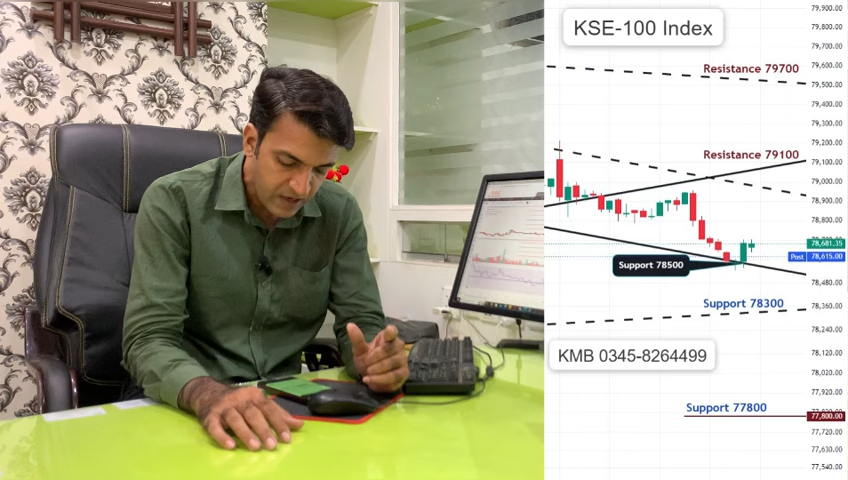 KSE-100 Index
79,900.00
79,800.00
79,700.00
79,600.00
Resistance 79700
79,500.00
79,400.00
79,300.00
79,200.00
Resistance 79100
79,100.00
79,000.00
78,900.00
78,800.00
78,681.35
Post 78,615.00
Support 78500
78,480.00
Support 78300
78,360.00
78,240.00
KMB 0345-8264499
78,120.00
78,020.00
77,920.00
Support 77800
77,800.00
77,720.00
77,630.00
77,540.00